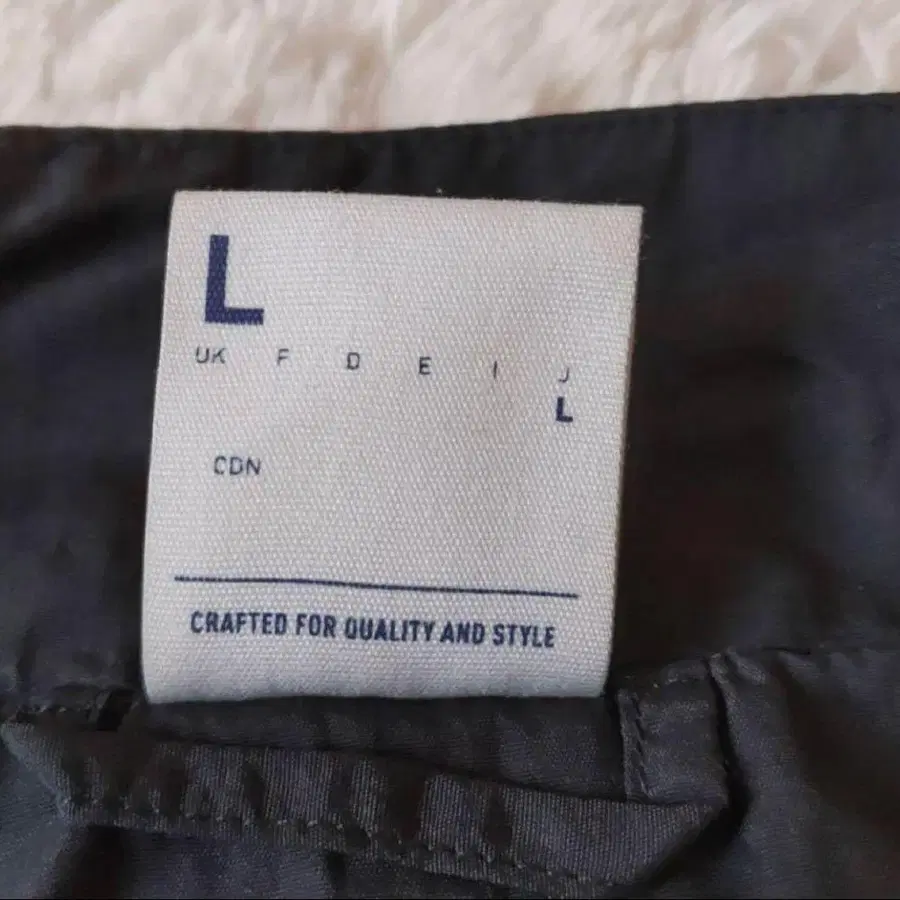 L
UK F D E I J
L
CDN
CRAFTED FOR QUALITY AND STYLE